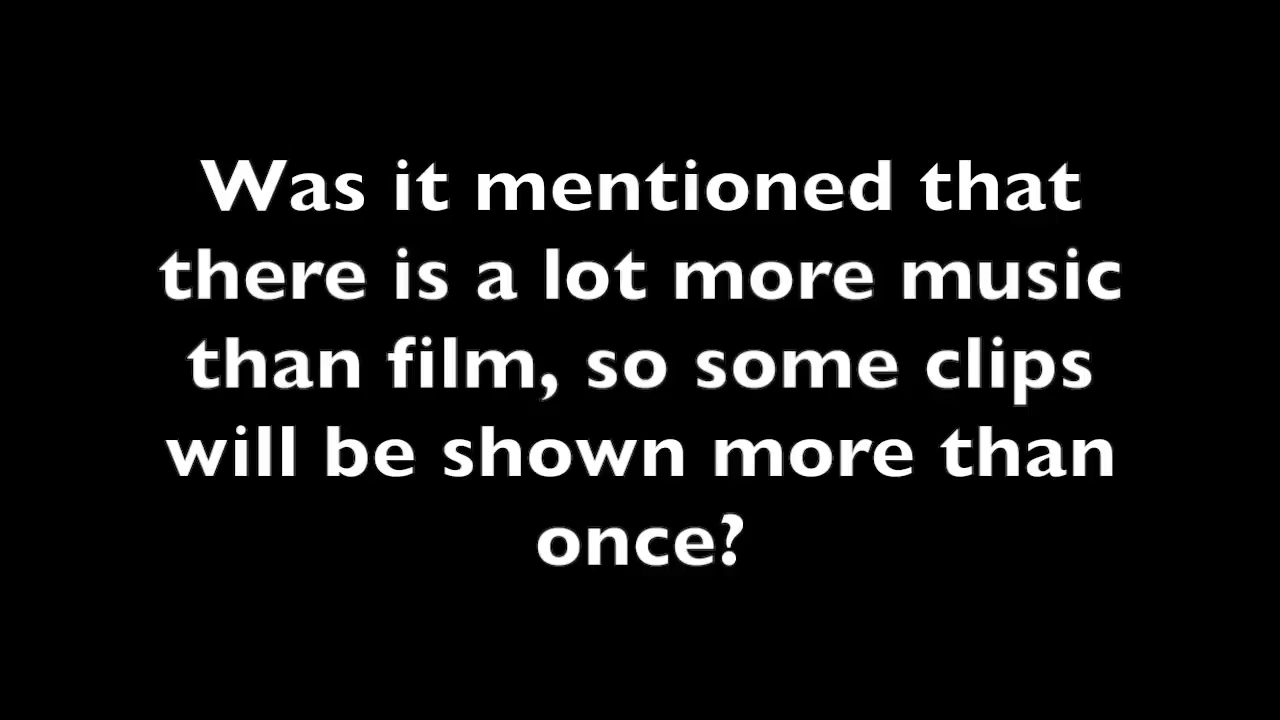 Was it mentioned that
there is a lot more music
than film, so some clips
will be shown more than
once?